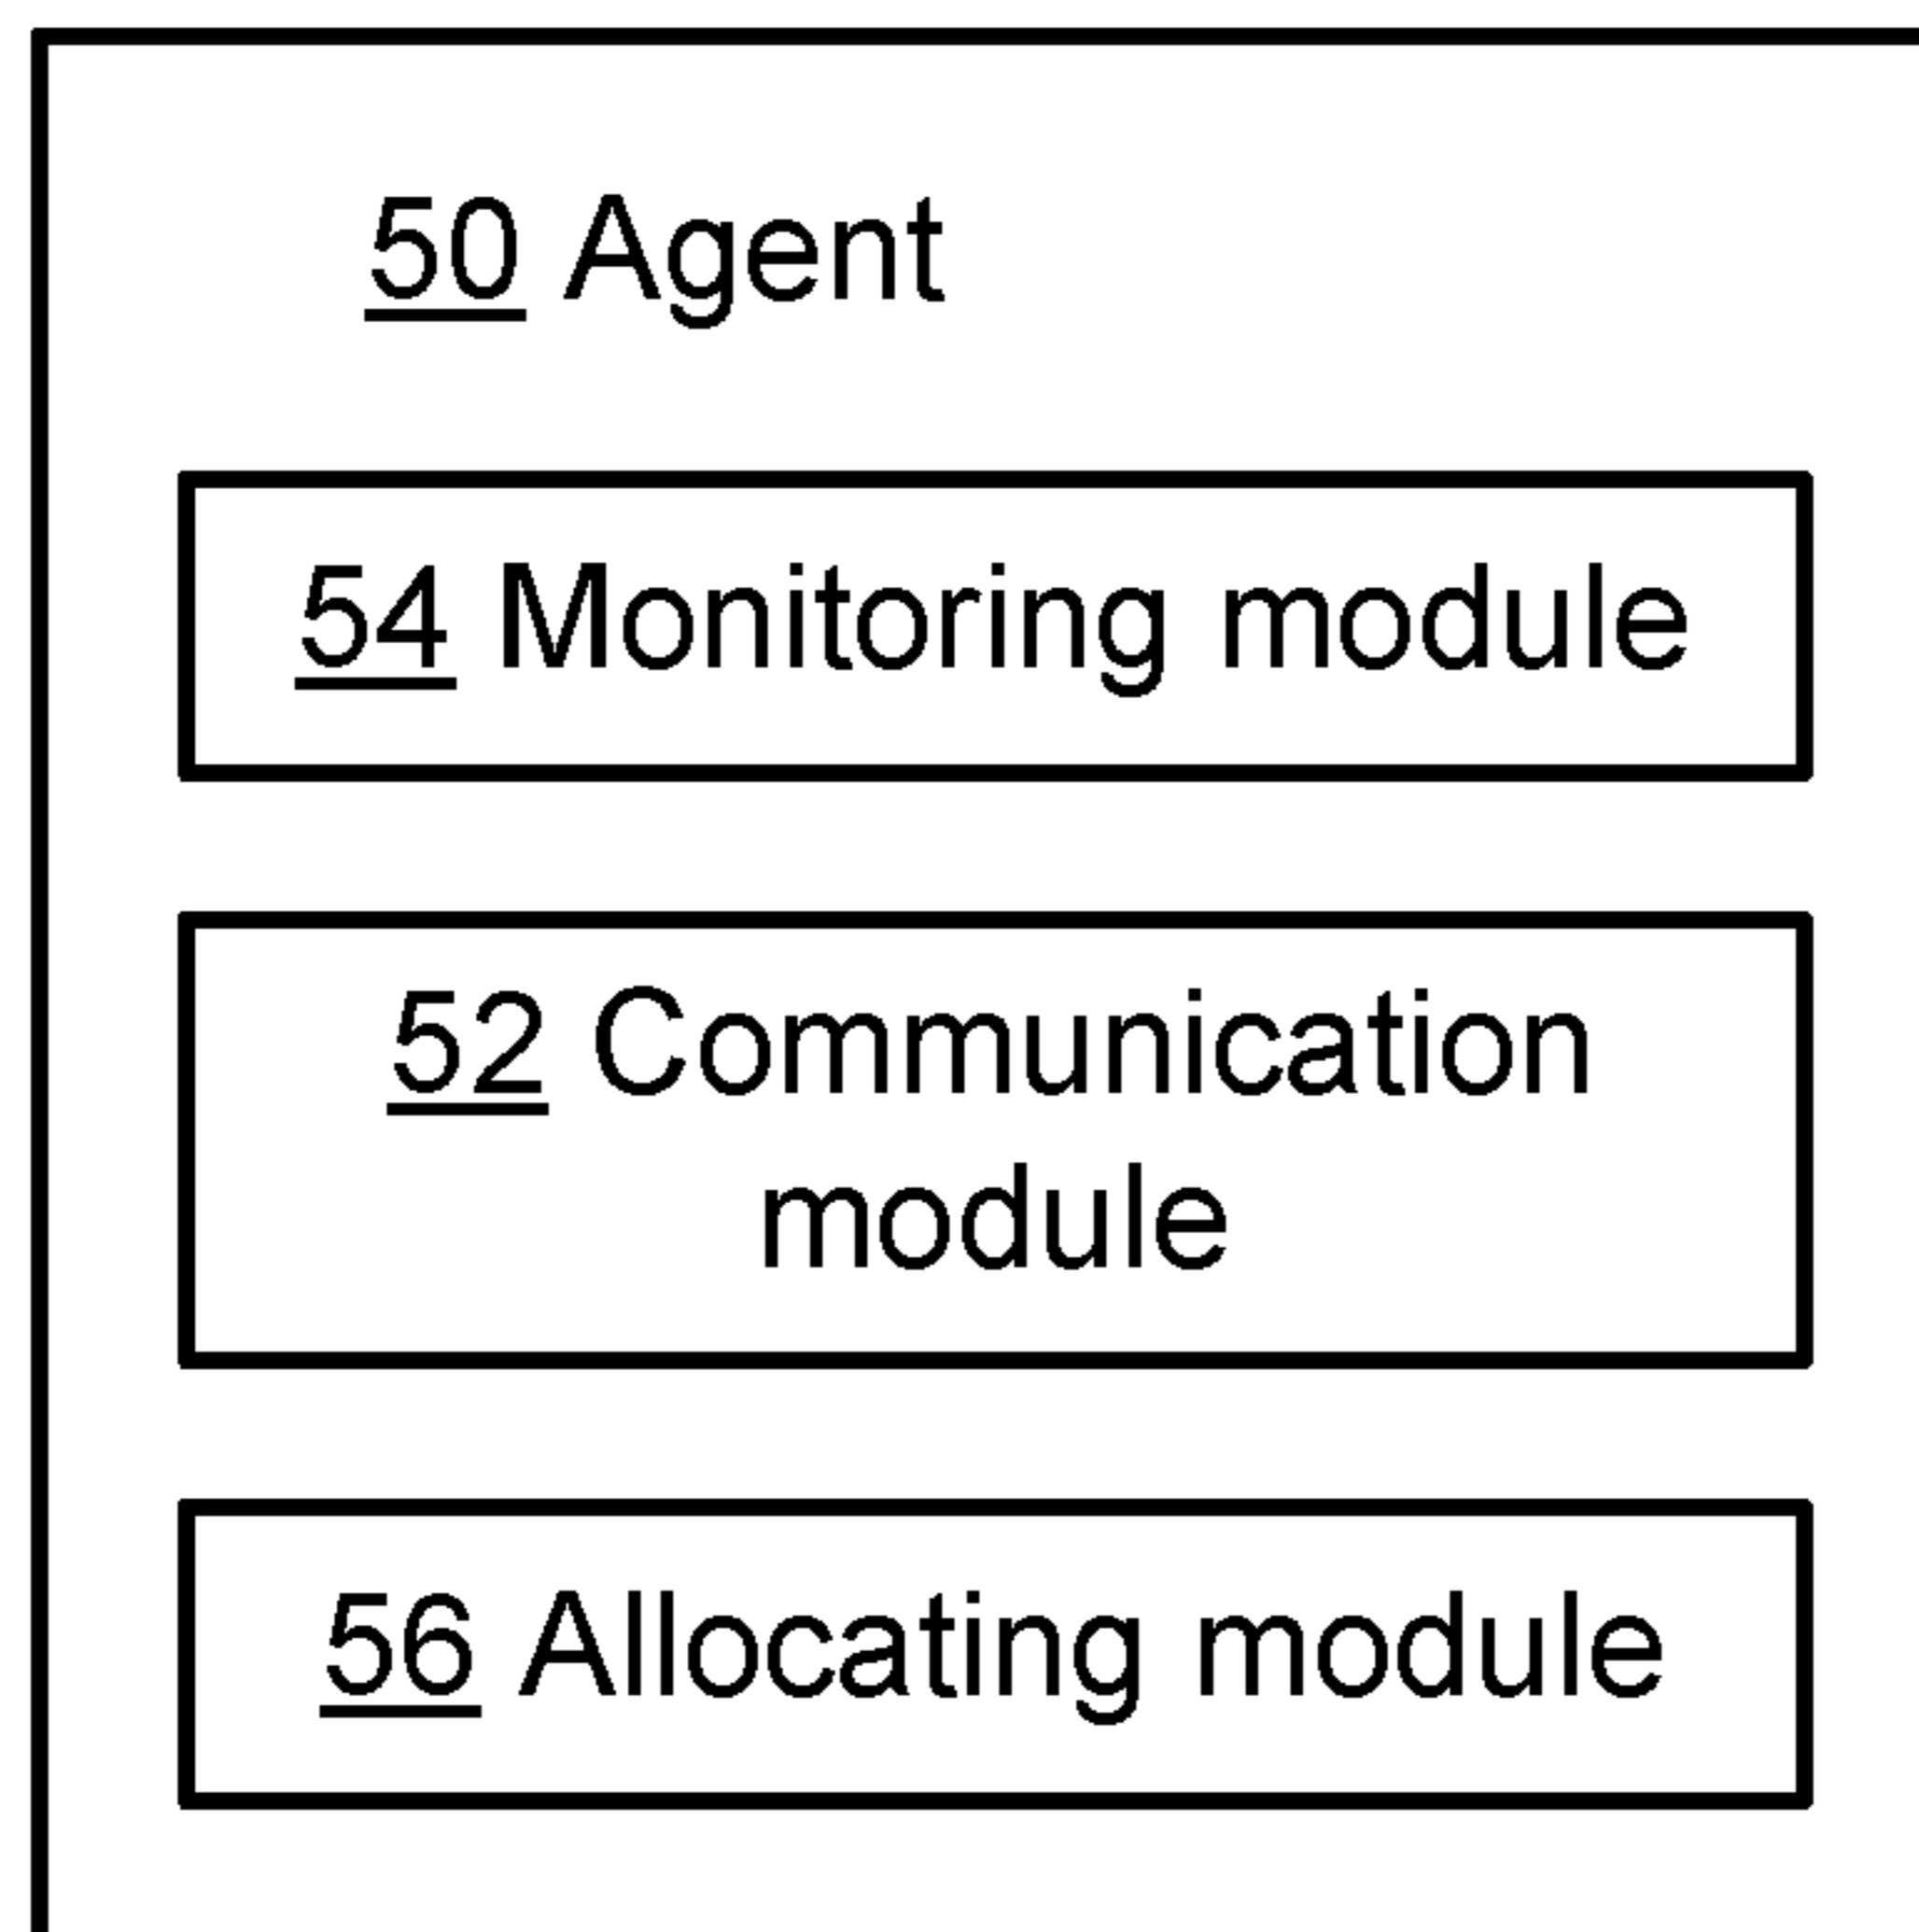 50 Agent
54 Monitoring module
52 Communication
module
56 Allocating module